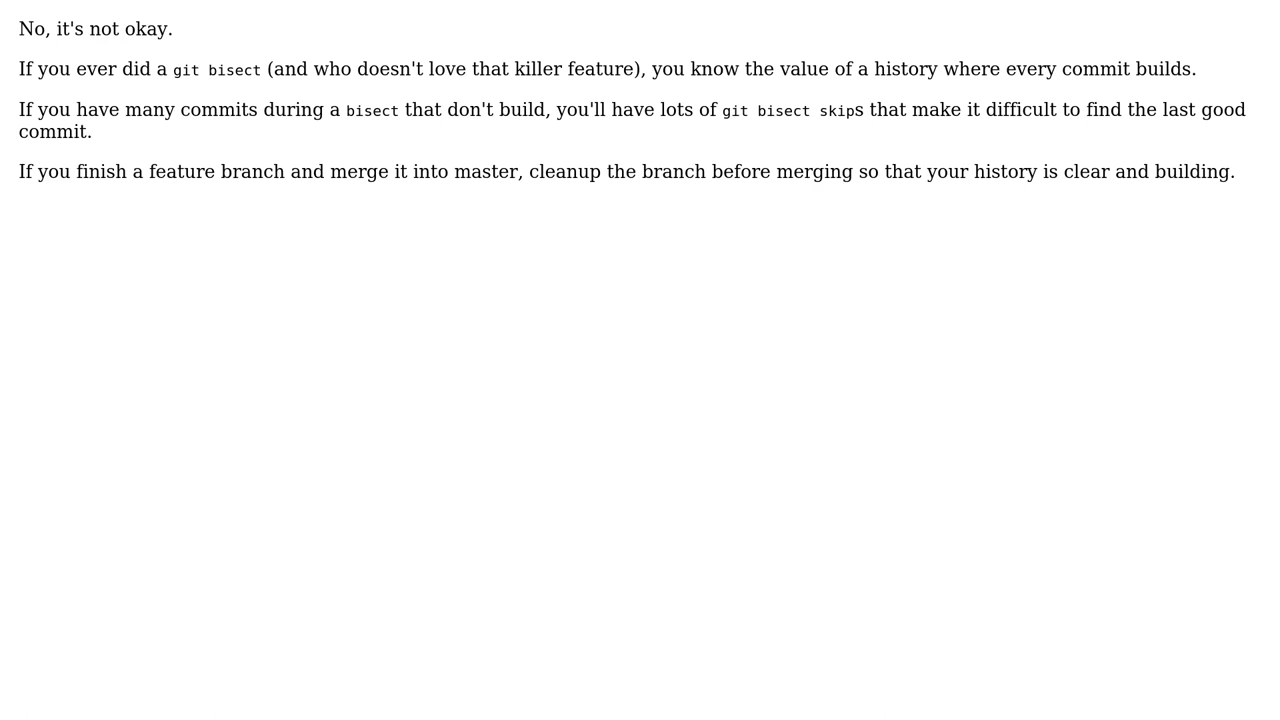 No, it's not okay.
If you ever did a git bisect (and who doesn't love that killer feature), you know the value of a history where every commit builds.
If you have many commits during a bisect that don't build, you'll have lots of git bisect skips that make it difficult to find the last good
commit.
If you finish a feature branch and merge it into master, cleanup the branch before merging so that your history is clear and building.